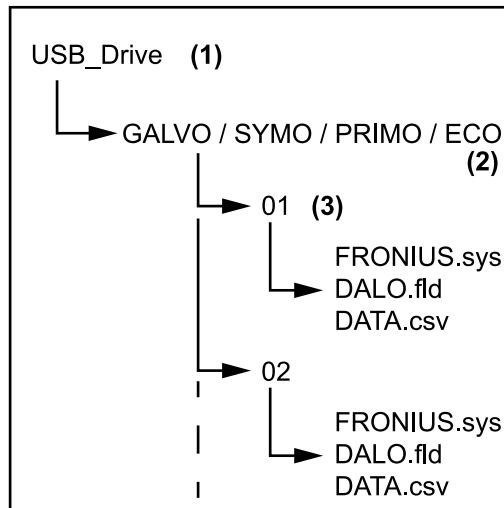 USB_Drive (1)
GALVO / SYMO / PRIMO / ECO
(2)
01 (3)
FRONIUS.sys
DALO.fld
DATA.csv
02
FRONIUS.sys
DALO.fld
DATA.csv